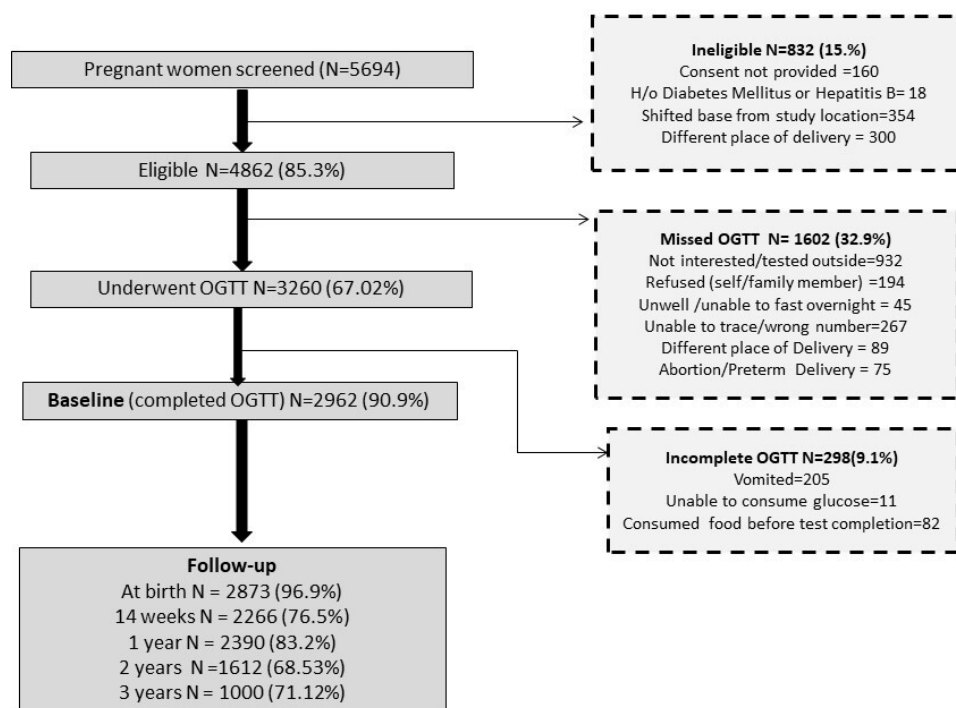 Pregnant women screened (N=5694)
Ineligible N=832 (15.%)
Consent not provided =160
H/o Diabetes Mellitus or Hepatitis B= 18
Shifted base from study location=354
Different place of delivery = 300
Eligible N=4862 (85.3%)
Missed OGTT N= 1602 (32.9%)
Not interested/tested outside=932
Refused (self/family member) =194
Unwell /unable to fast overnight = 45
Unable to trace/wrong number=267
Different place of Delivery = 89
Abortion/Preterm Delivery = 75
Underwent OGTT N=3260 (67.02%)
Baseline (completed OGTT) N=2962 (90.9%)
Incomplete OGTT N=298(9.1%)
Vomited=205
Unable to consume glucose=11
Consumed food before test completion=82
Follow-up
At birth N = 2873 (96.9%)
14 weeks N = 2266 (76.5%)
1 year N = 2390 (83.2%)
2 years N =1612 (68.53%)
3 years N = 1000 (71.12%)